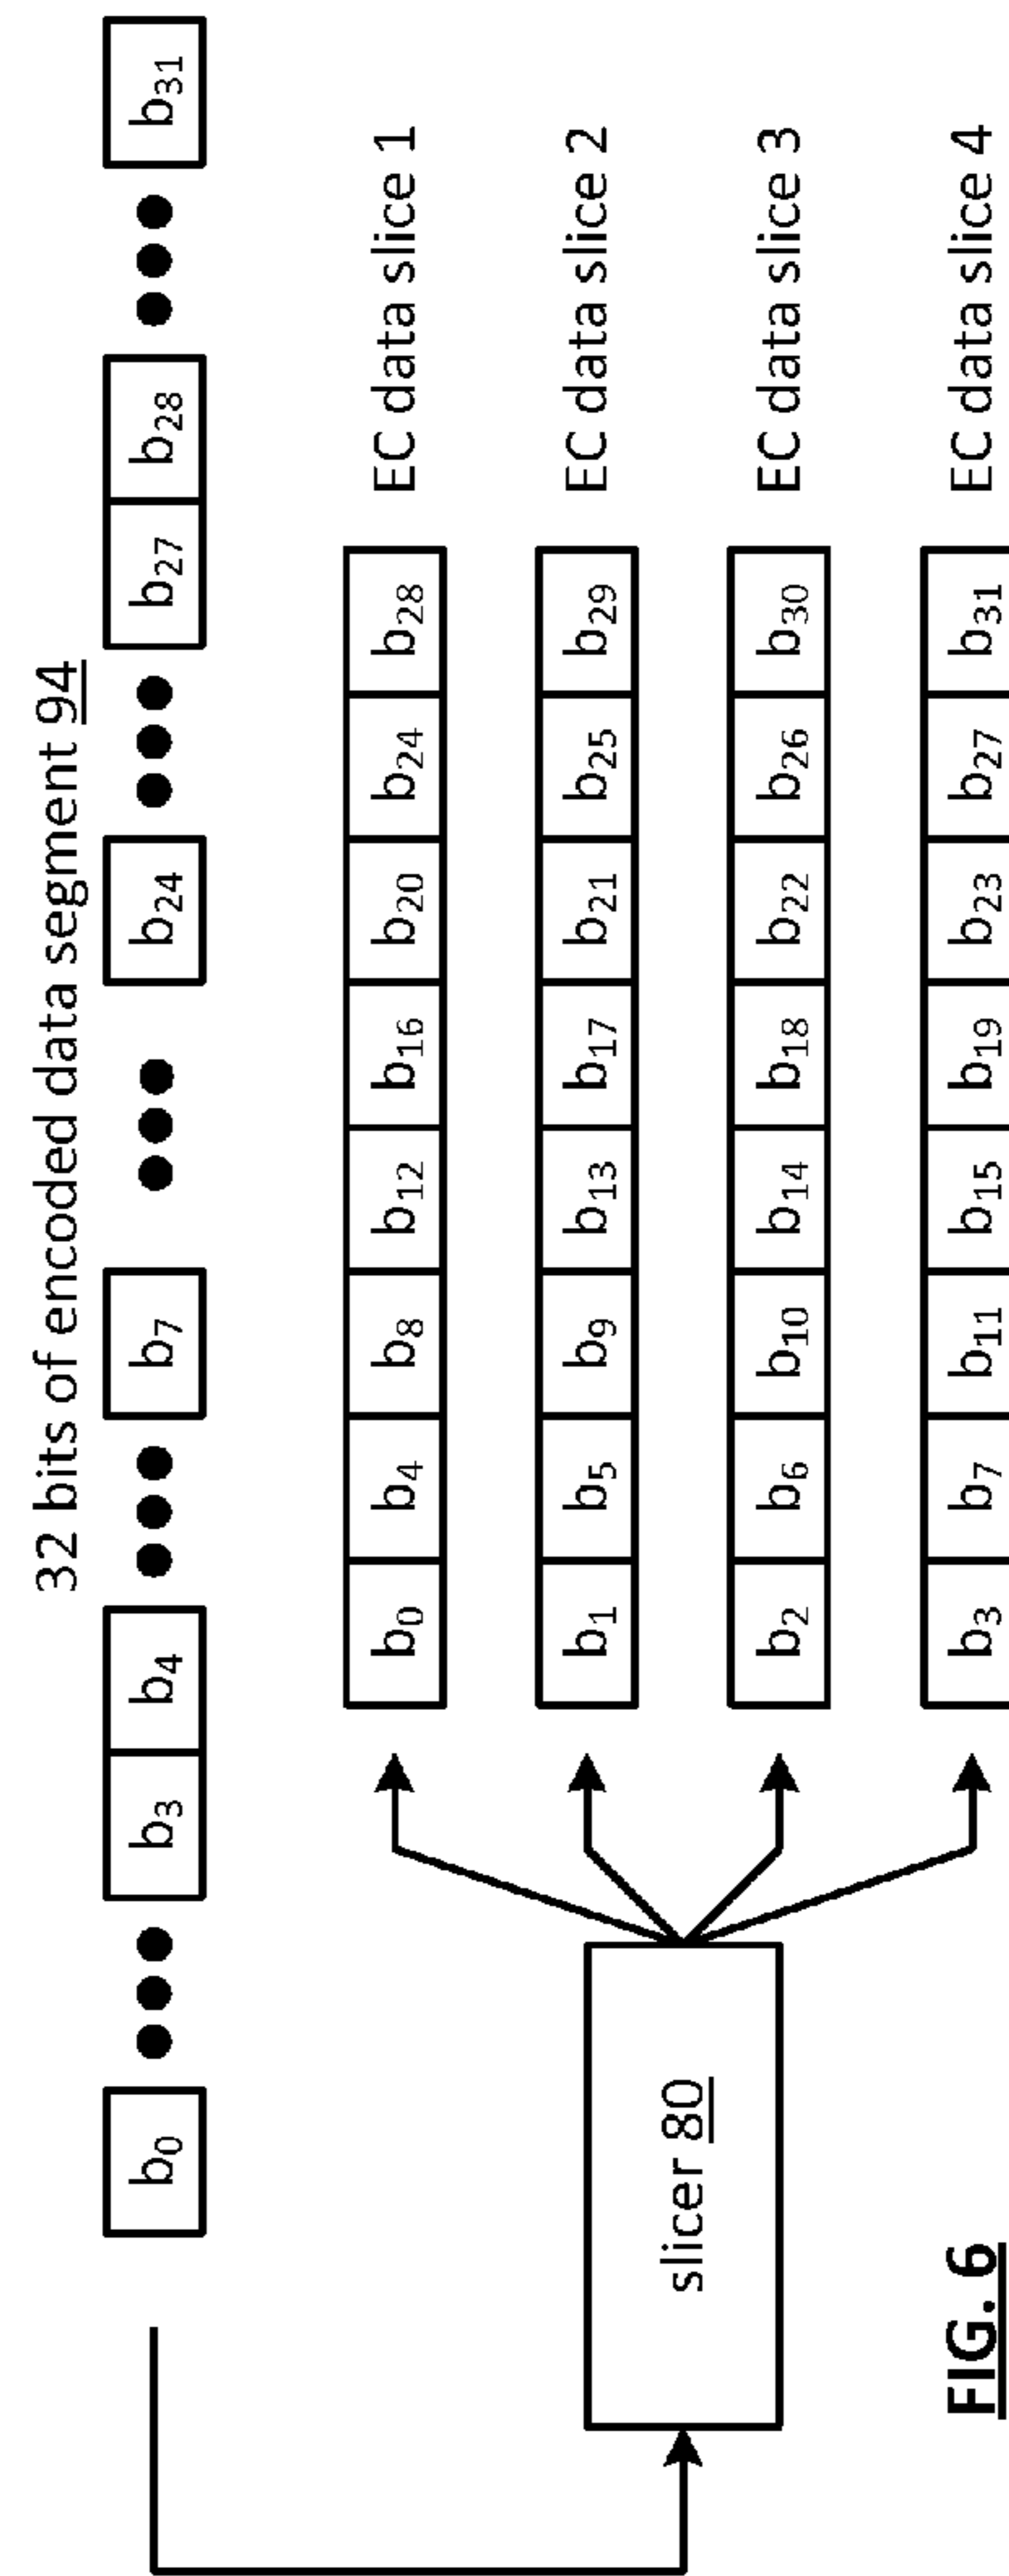 32 bits of encoded data segment 94
b0 ●●● b3 b4 ●●● b7 ●●● b24 ●●● b27 b28 ●●● b31
b0 b4 b8 b12 b16 b20 b24 b28 EC data slice 1
b1 b5 b9 b13 b17 b21 b25 b29 EC data slice 2
slicer 80
b2 b6 b10 b14 b18 b22 b26 b30 EC data slice 3
b3 b7 b11 b15 b19 b23 b27 b31 EC data slice 4
FIG. 6